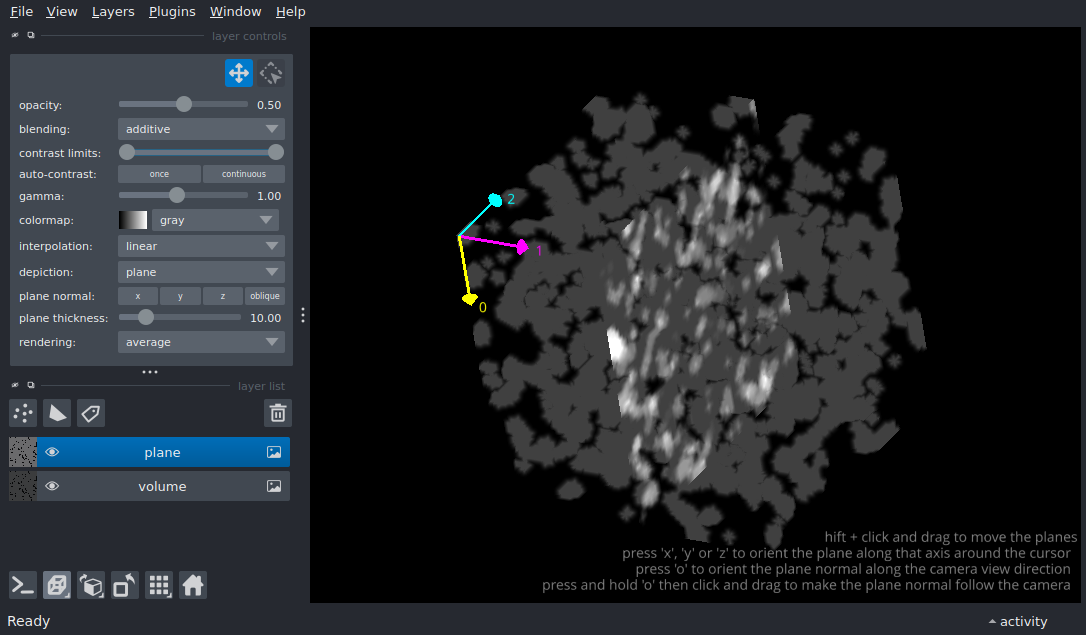 File View Layers Plugins Window Help
layer controls
opacity: 0.50
blending: additive
contrast limits:
auto-contrast: once continuous
gamma: 1.00
colormap: gray
interpolation: linear
depiction: plane
plane normal: x y z oblique
plane thickness: 10.00
rendering: average
layer list
plane
volume
2
1
0
hift + click and drag to move the planes
press 'x', 'y' or 'z' to orient the plane along that axis around the cursor
press 'o' to orient the plane normal along the camera view direction
press and hold 'o' then click and drag to make the plane normal follow the camera
Ready
activity